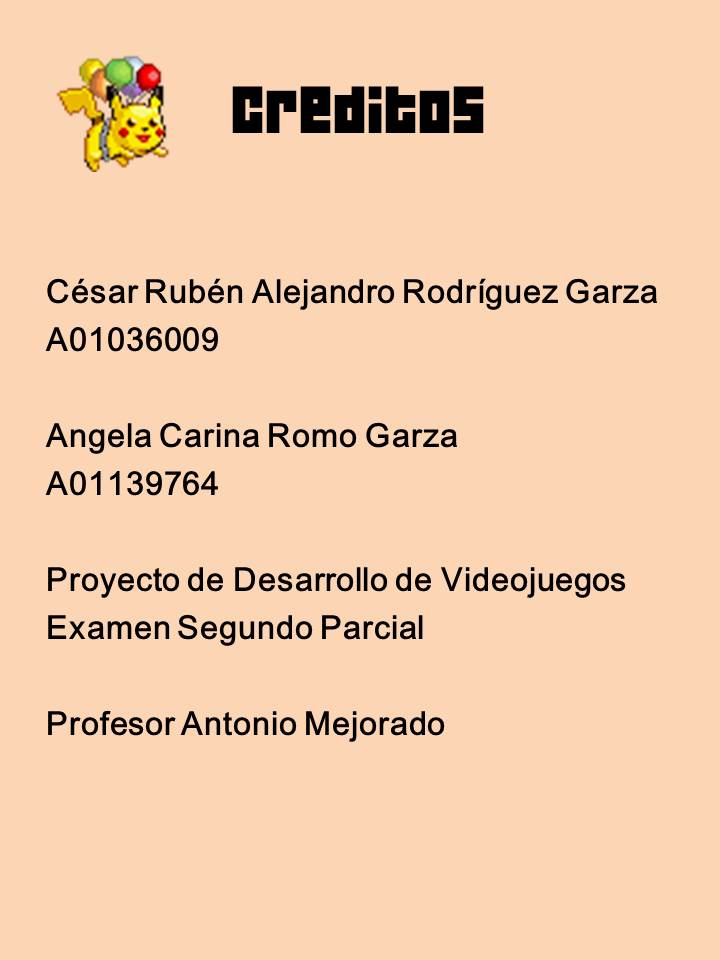 Creditos
César Rubén Alejandro Rodríguez Garza
A01036009
Angela Carina Romo Garza
A01139764
Proyecto de Desarrollo de Videojuegos
Examen Segundo Parcial
Profesor Antonio Mejorado